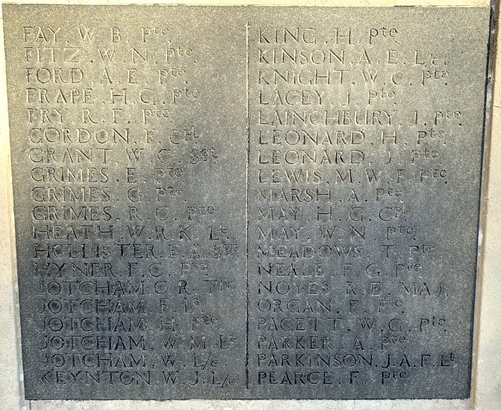 FAY. W. B. Pte.
FITZ. W. N. Pte.
FORD. A. E. Pte.
FRAPE. H. G. Pte.
FRY. R. F. Pte.
GORDON. F. Cpl.
GRANT. W. G. Sgt.
GRIMES. E. Pte.
GRIMES. G. Pte.
GRIMES. R. G. Pte.
HEATH. W. R. K. Lt.
HOLLISTER. E. A. Sgt.
HYNER. F. G. Pte.
JOTCHAM. C. R. Tpr.
JOTCHAM. F. Lt.
JOTCHAM. H. Pte.
JOTCHAM. W. M. Lt.
JOTCHAM. W. L/c.
KEYNTON. W. J. L/c.
KING. H. Pte.
KINSON. A. E. L/c.
KNIGHT. W. C. Pte.
LACEY. J. Pte.
LAINCHBURY. J. Pte.
LEONARD. H. Pte.
LEONARD. J. Pte.
LEWIS. M. W. F. Pte.
MARSH. A. Pte.
MAY. H. G. Cpl.
MAY. W. N. Pte.
MEADOWS. T. Pte.
NEALE. F. G. Pte.
NOYES. R. E. MAJ.
ORGAN. E. Pte.
PAGETT. W. G. Pte.
PARKER. A. Pte.
PARKINSON. J. A. F. Lt
PEARCE. F. Pte.